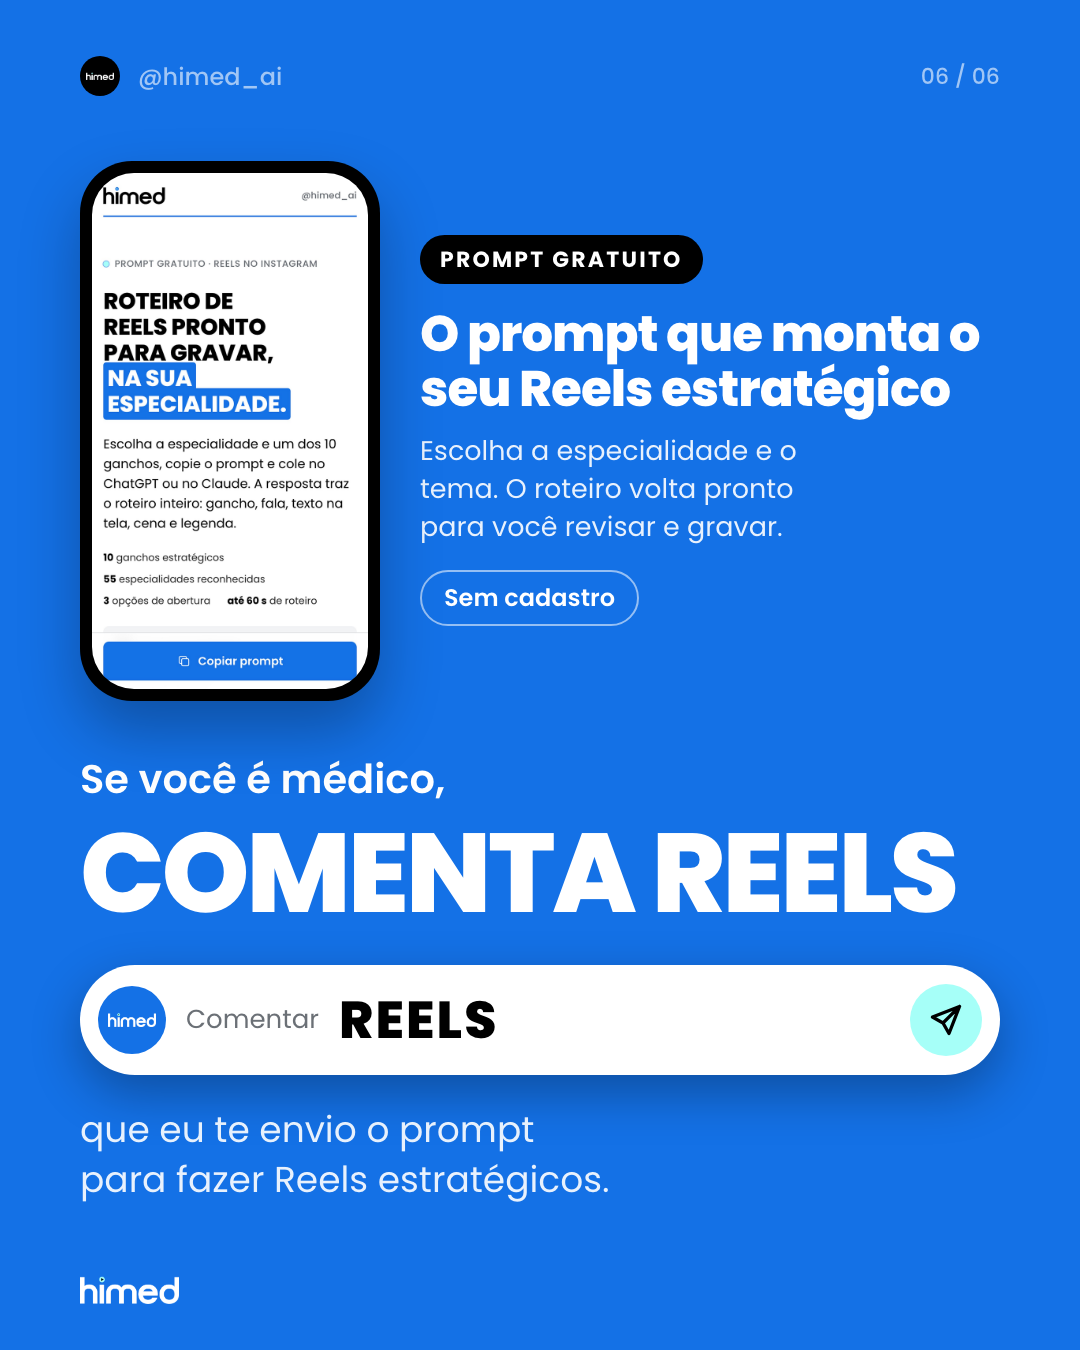 himed
@himed_ai
06 / 06
himed
@himed_ai
PROMPT GRATUITO · REELS NO INSTAGRAM
ROTEIRO DE
REELS PRONTO
PARA GRAVAR,
NA SUA
ESPECIALIDADE.
Escolha a especialidade e um dos 10
ganchos, copie o prompt e cole no
ChatGPT ou no Claude. A resposta traz
o roteiro inteiro: gancho, fala, texto na
tela, cena e legenda.
10 ganchos estratégicos
55 especialidades reconhecidas
3 opções de abertura até 60 s de roteiro
Copiar prompt
PROMPT GRATUITO
O prompt que monta o
seu Reels estratégico
Escolha a especialidade e o
tema. O roteiro volta pronto
para você revisar e gravar.
Sem cadastro
Se você é médico,
COMENTA REELS
himed
Comentar REELS
que eu te envio o prompt
para fazer Reels estratégicos.
himed